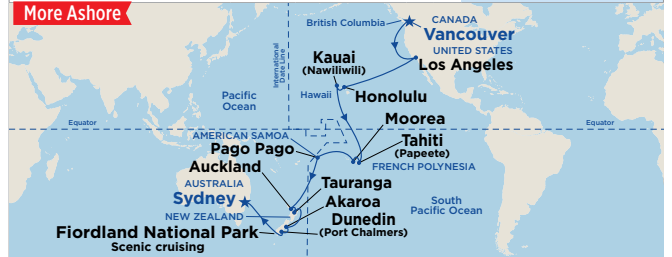 More Ashore
British Columbia
CANADA
Vancouver
UNITED STATES
Los Angeles
International
Date Line
Kauai
(Nawiliwili)
Pacific
Ocean
Hawaii
Honolulu
Moorea
Equator
Equator
AMERICAN SAMOA
Pago Pago
Tahiti
(Papeete)
FRENCH POLYNESIA
Auckland
AUSTRALIA
Sydney
Tauranga
Akaroa
NEW ZEALAND
Dunedin
(Port Chalmers)
South
Pacific Ocean
Fiordland National Park
Scenic cruising